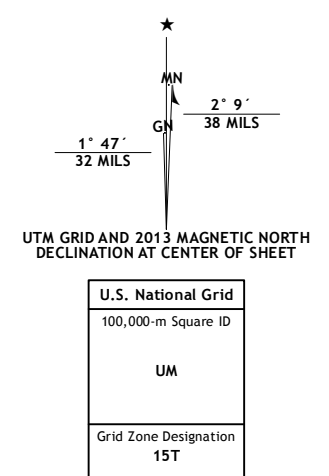 ★
MN
GN
2° 9´
38 MILS
1° 47´
32 MILS
UTM GRID AND 2013 MAGNETIC NORTH
DECLINATION AT CENTER OF SHEET
U.S. National Grid
100,000-m Square ID
UM
Grid Zone Designation
15T